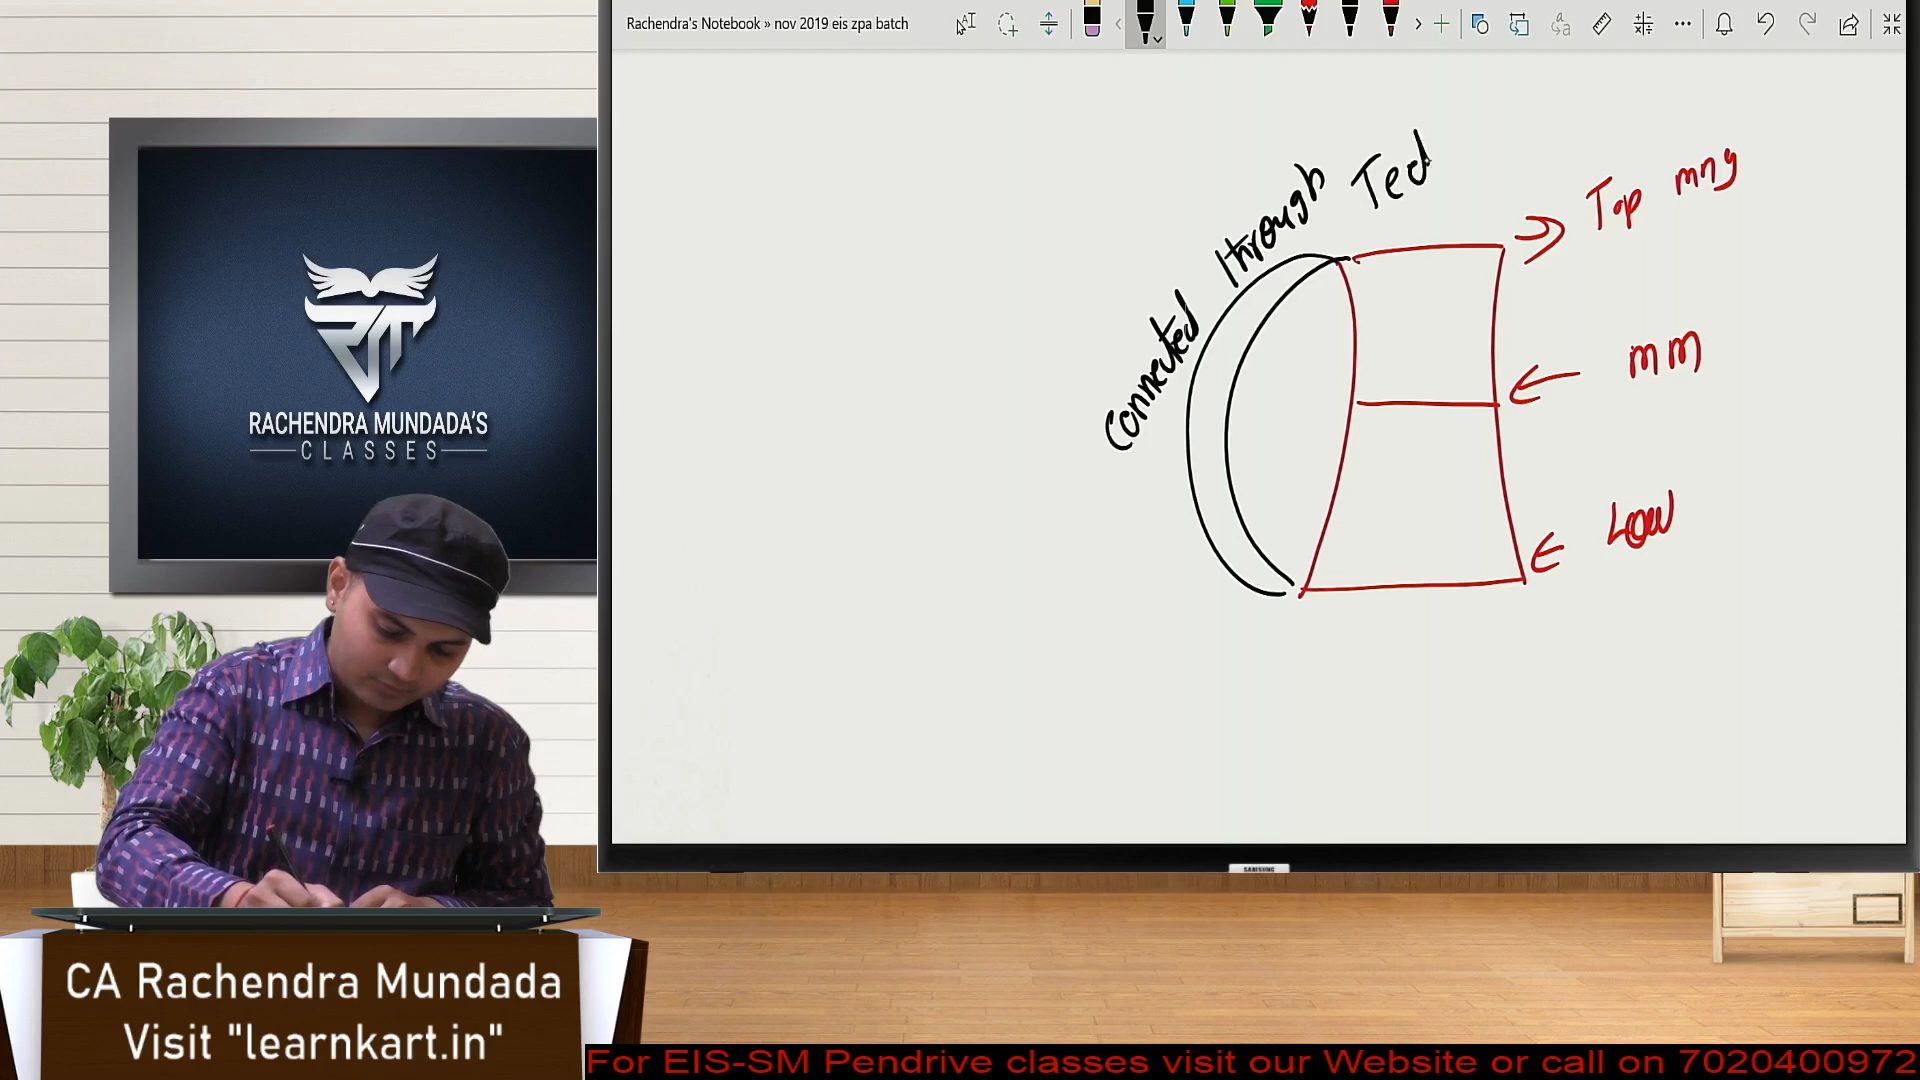 Rachendra's Notebook » nov 2019 eis zpa batch
Connected through Tech
Top mng
mm
Low
RACHENDRA MUNDADA'S
CLASSES
SAMSUNG
CA Rachendra Mundada
Visit "learnkart.in"
For EIS-SM Pendrive classes visit our Website or call on 7020400972